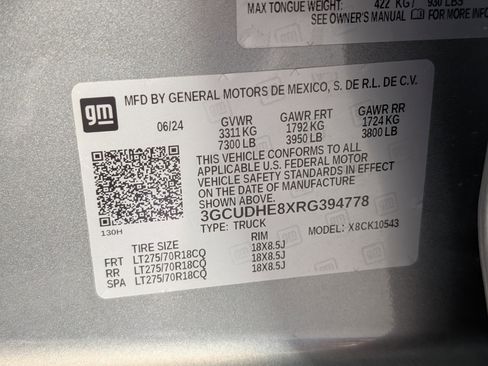 MAX TONGUE WEIGHT: 422 KG / 930 LBS
SEE OWNER'S MANUAL FOR MORE INFO
gm
MFD BY GENERAL MOTORS DE MEXICO, S. DE R.L. DE C.V.
06/24 GVWR GAWR FRT GAWR RR
3311 KG 1792 KG 1724 KG
7300 LB 3950 LB 3800 LB
THIS VEHICLE CONFORMS TO ALL
APPLICABLE U.S. FEDERAL MOTOR
VEHICLE SAFETY
ON THE DATE OF MANUFACTURE
SHOWN ABOVE
3GCUDHE8XRG394778
TYPE: TRUCK MODEL: X8CK10543
130H
TIRE SIZE RIM
FRT LT275/70R18CQ 18X8.5J
RR LT275/70R18CQ 18X8.5J
SPA LT275/70R18CQ 18X8.5J